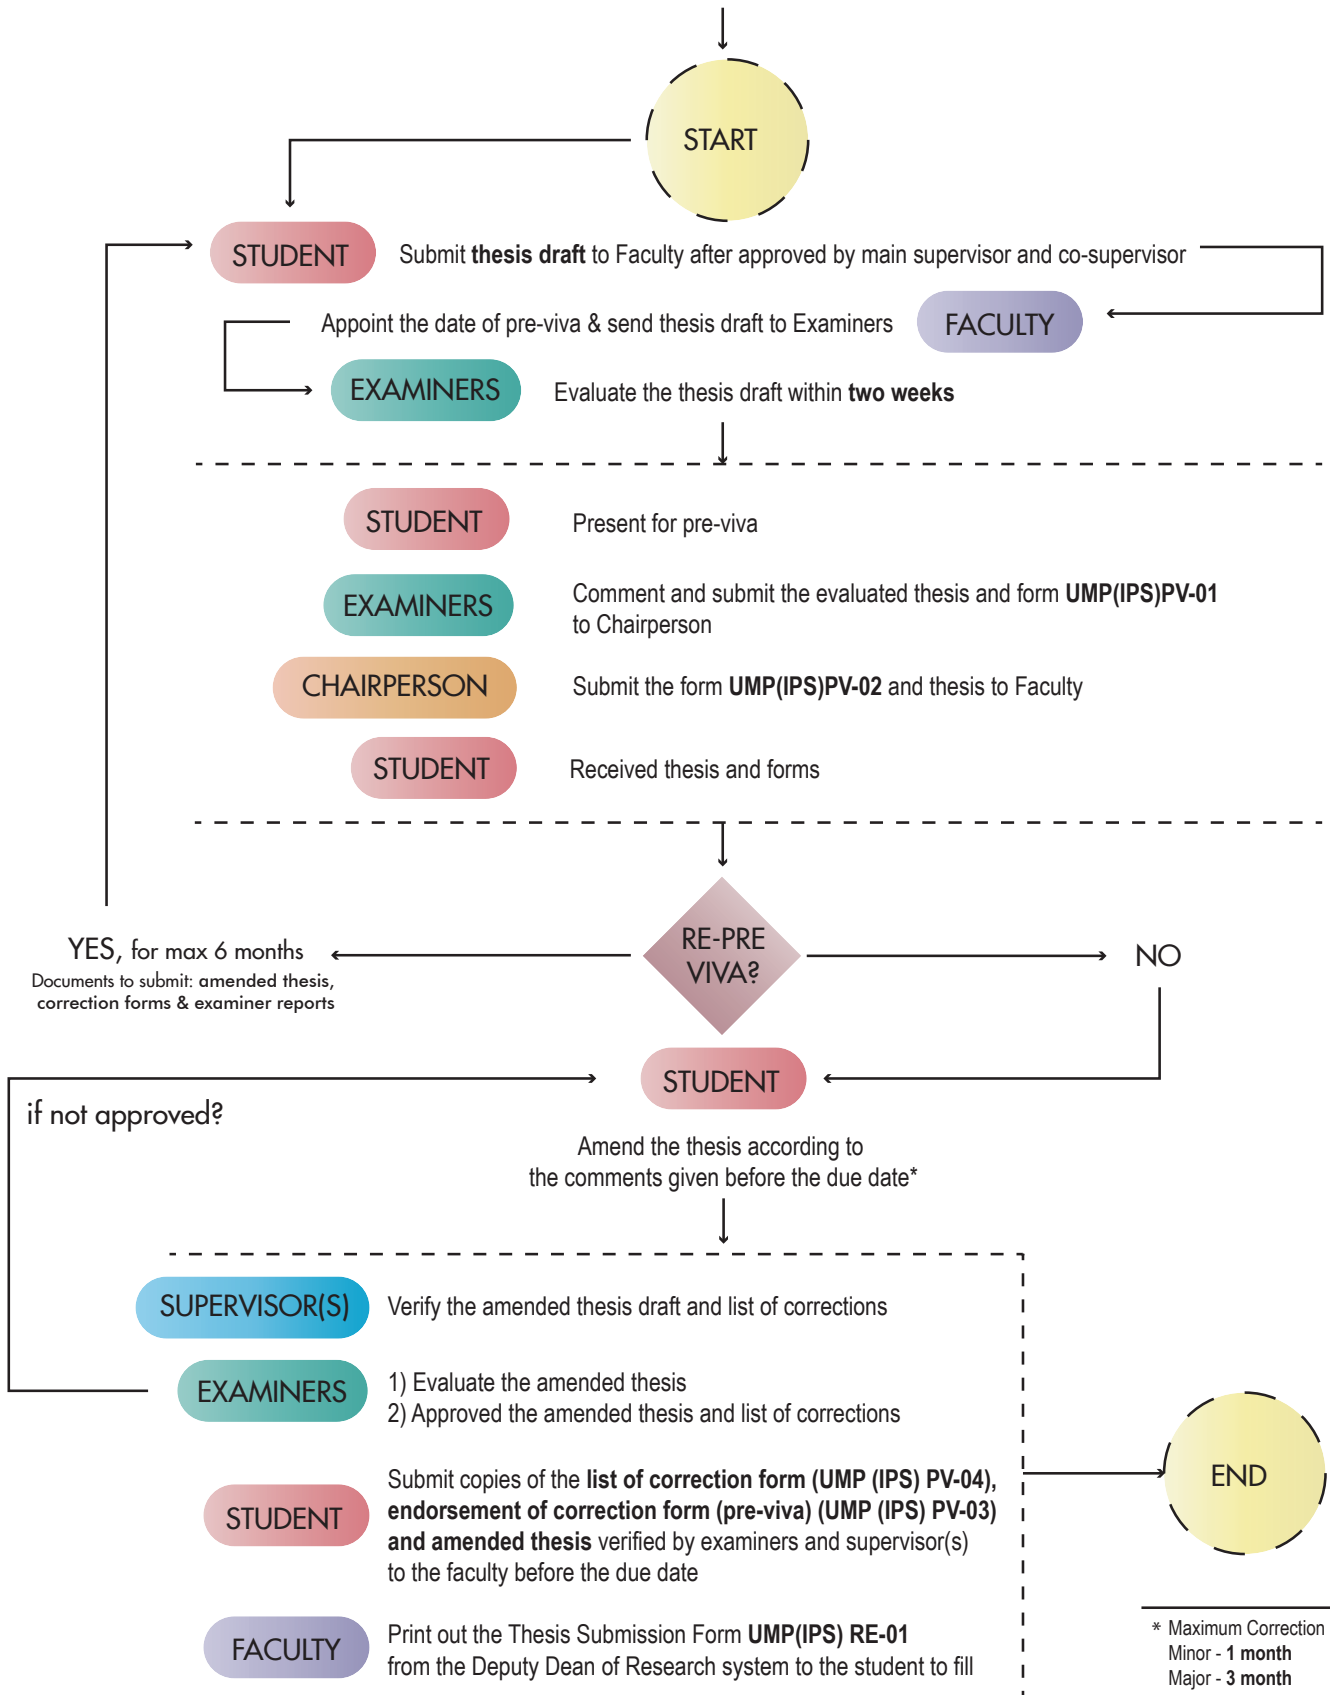 START
STUDENT
Submit thesis draft to Faculty after approved by main supervisor and co-supervisor
Appoint the date of pre-viva & send thesis draft to Examiners
FACULTY
EXAMINERS
Evaluate the thesis draft within two weeks
STUDENT
Present for pre-viva
EXAMINERS
Comment and submit the evaluated thesis and form UMP(IPS)PV-01
to Chairperson
CHAIRPERSON
Submit the form UMP(IPS)PV-02 and thesis to Faculty
STUDENT
Received thesis and forms
RE-PRE
VIVA?
YES, for max 6 months
Documents to submit: amended thesis,
correction forms & examiner reports
NO
STUDENT
if not approved?
Amend the thesis according to
the comments given before the due date*
SUPERVISOR(S)
Verify the amended thesis draft and list of corrections
EXAMINERS
1) Evaluate the amended thesis
2) Approved the amended thesis and list of corrections
STUDENT
Submit copies of the list of correction form (UMP (IPS) PV-04),
endorsement of correction form (pre-viva) (UMP (IPS) PV-03)
and amended thesis verified by examiners and supervisor(s)
to the faculty before the due date
END
FACULTY
Print out the Thesis Submission Form UMP(IPS) RE-01
from the Deputy Dean of Research system to the student to fill
* Maximum Correction
Minor - 1 month
Major - 3 month